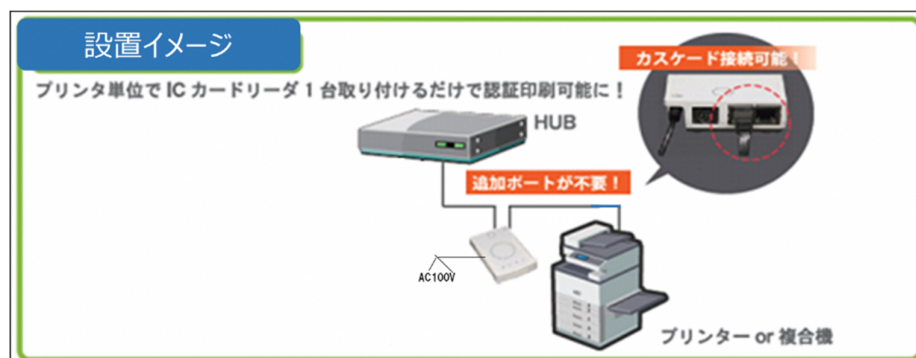 設置イメージ
カスケード接続可能！
プリンタ単位で IC カードリーダ 1 台取り付けるだけで認証印刷可能に！
HUB
追加ポートが不要！
AC100V
プリンター or 複合機